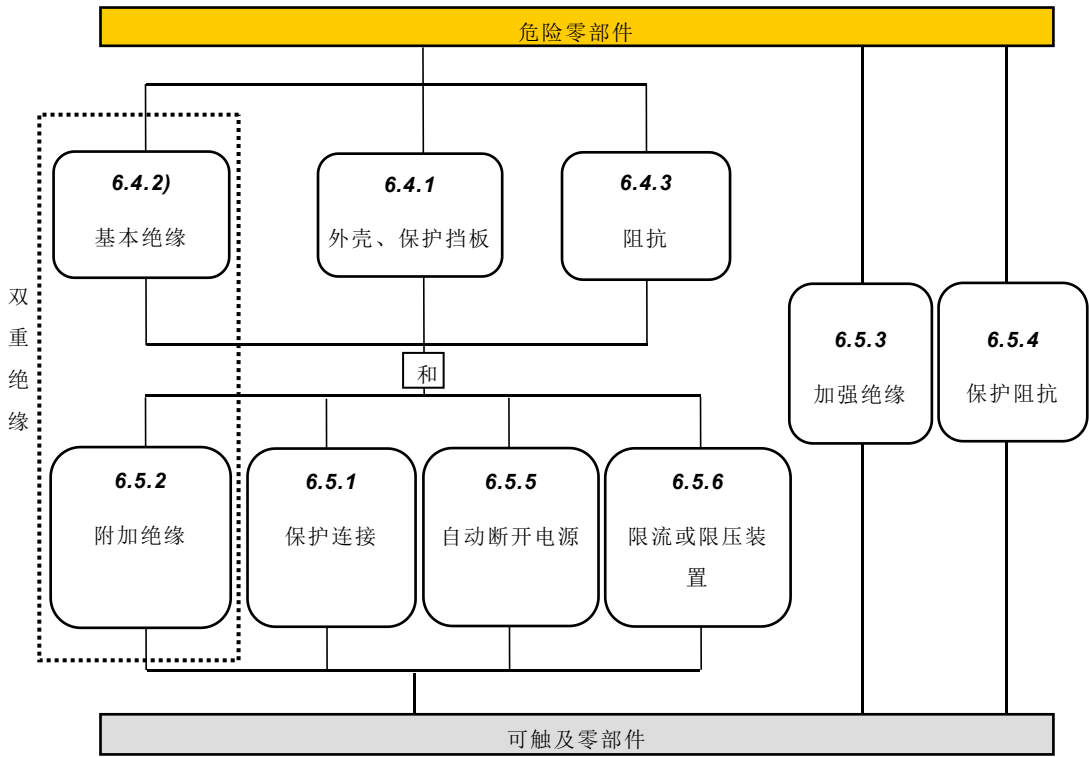 危险零部件
6.4.2)
基本绝缘
6.4.1
外壳、保护挡板
6.4.3
阻抗
双重绝缘
6.5.3
加强绝缘
6.5.4
保护阻抗
和
6.5.2
附加绝缘
6.5.1
保护连接
6.5.5
自动断开电源
6.5.6
限流或限压装
置
可触及零部件